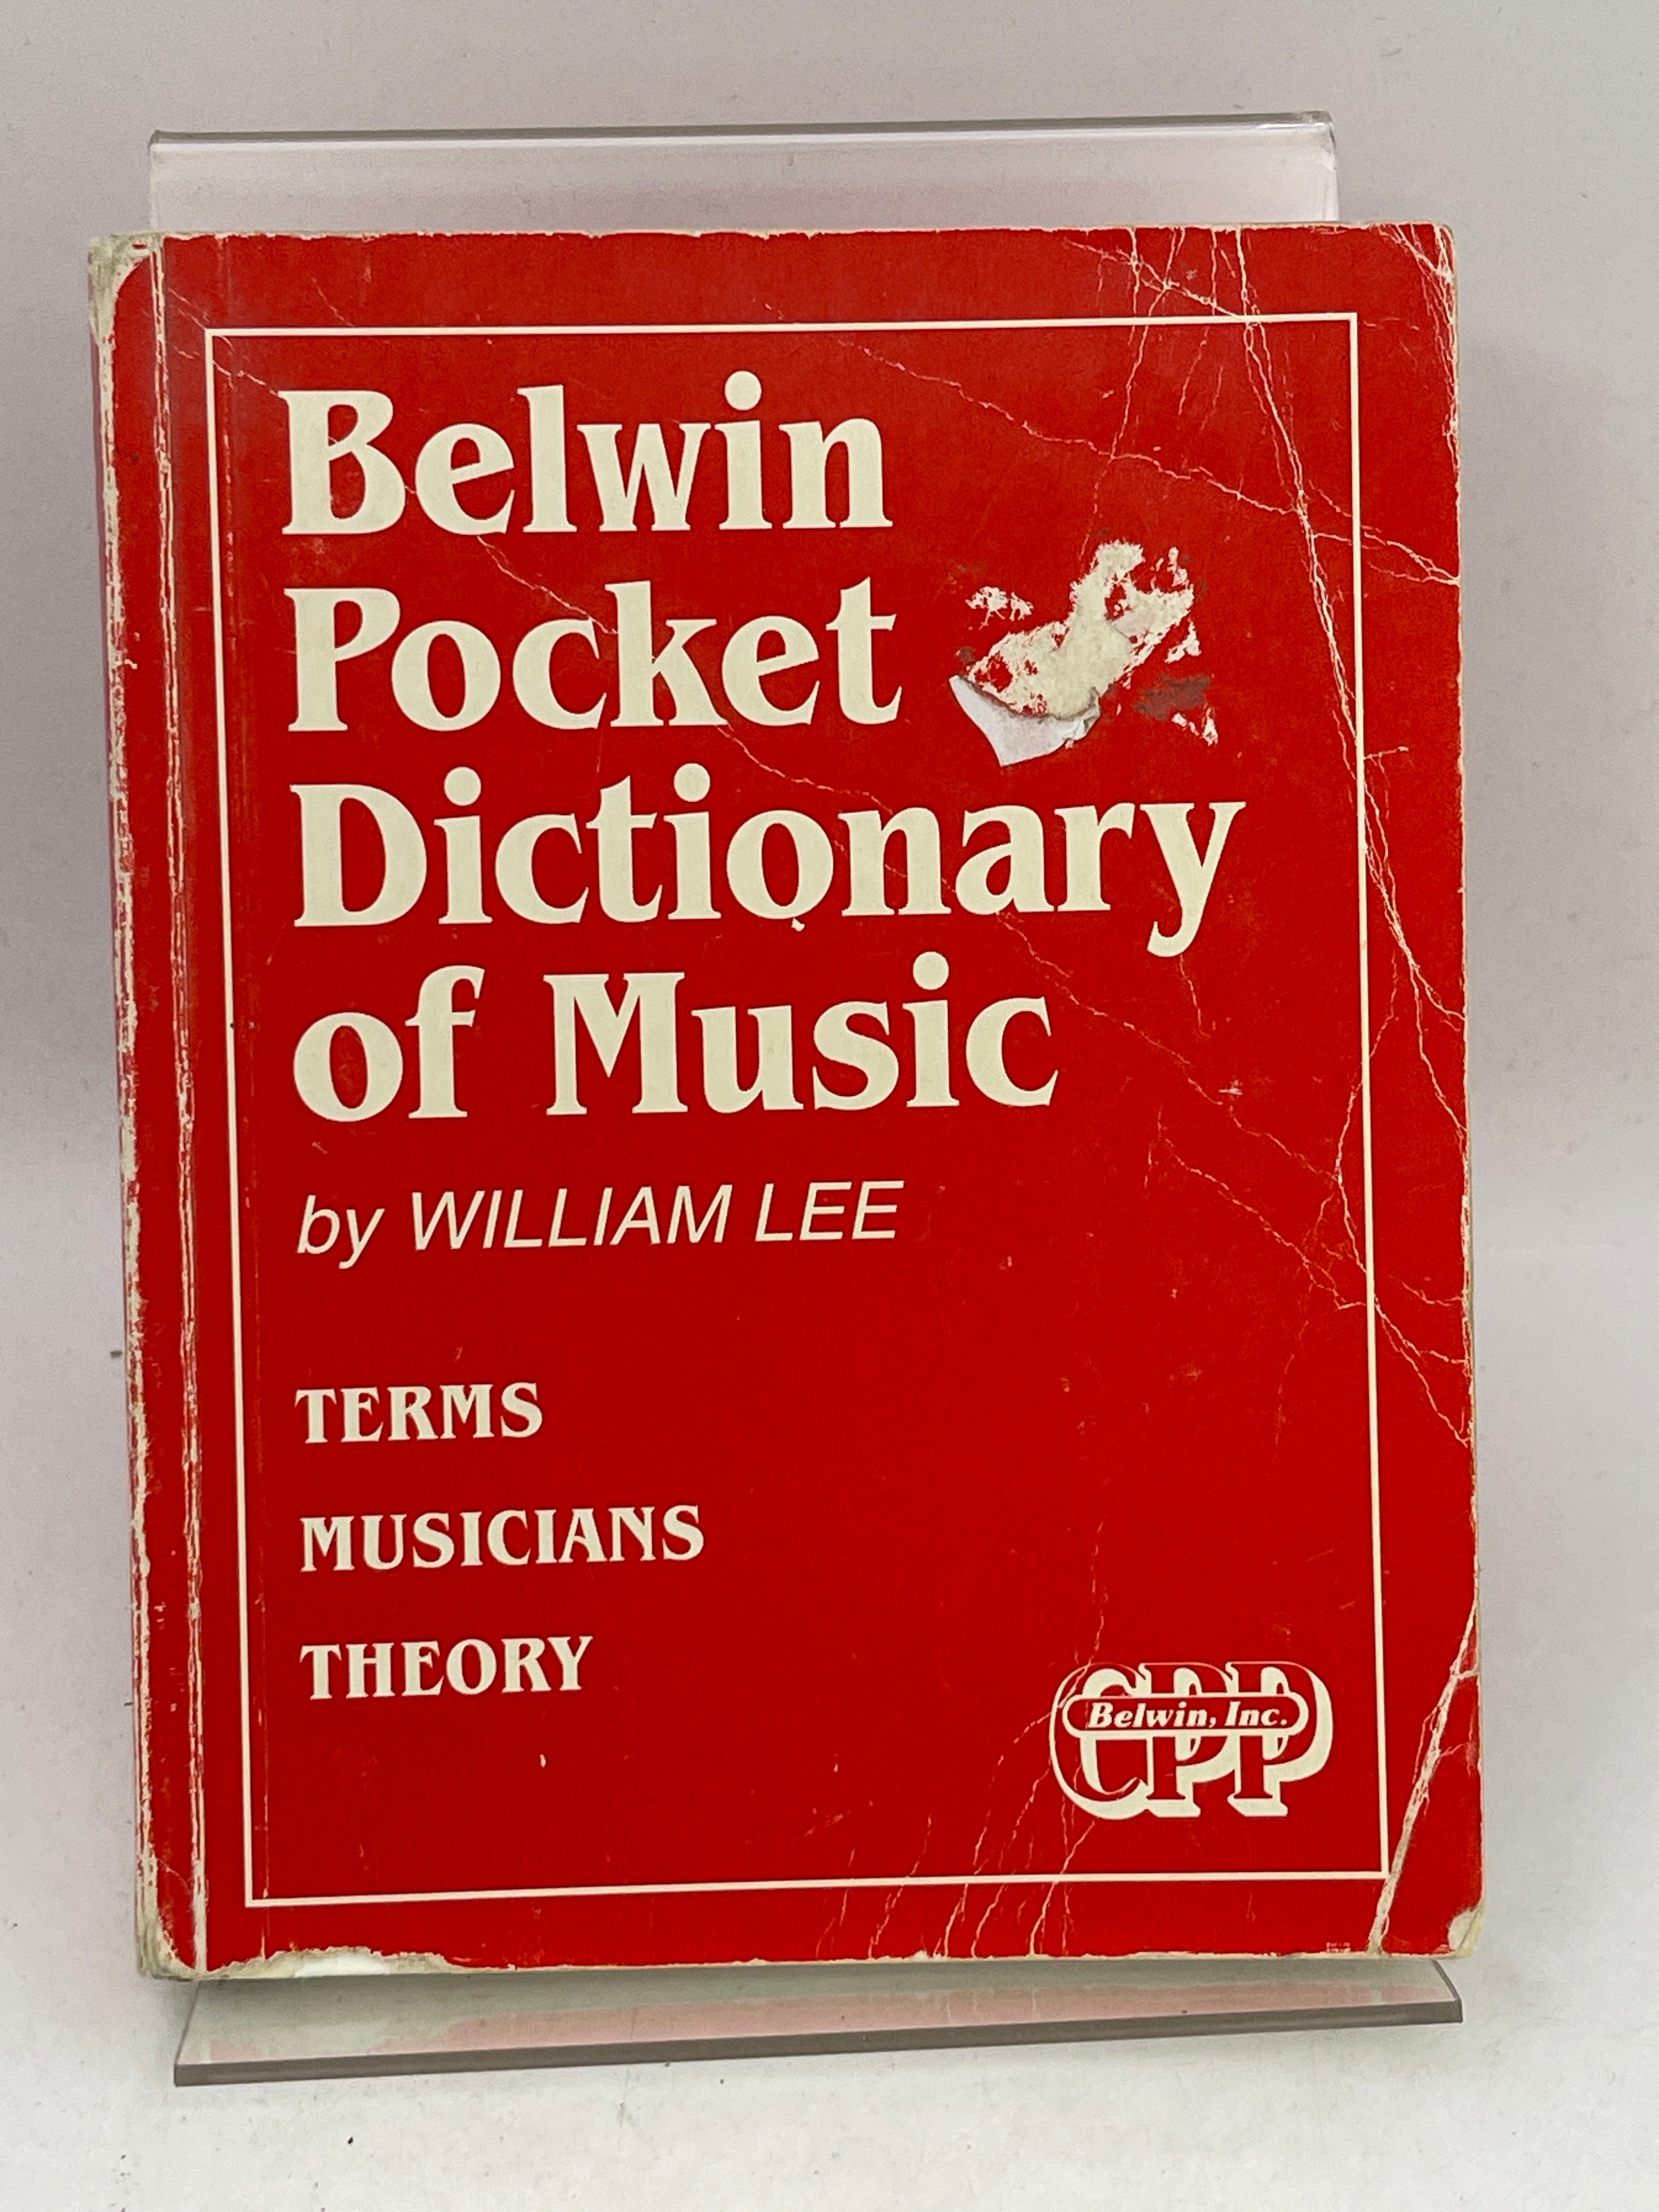 Belwin
Pocket
Dictionary
of Music
by WILLIAM LEE
TERMS
MUSICIANS
THEORY
CPP
Belwin, Inc.